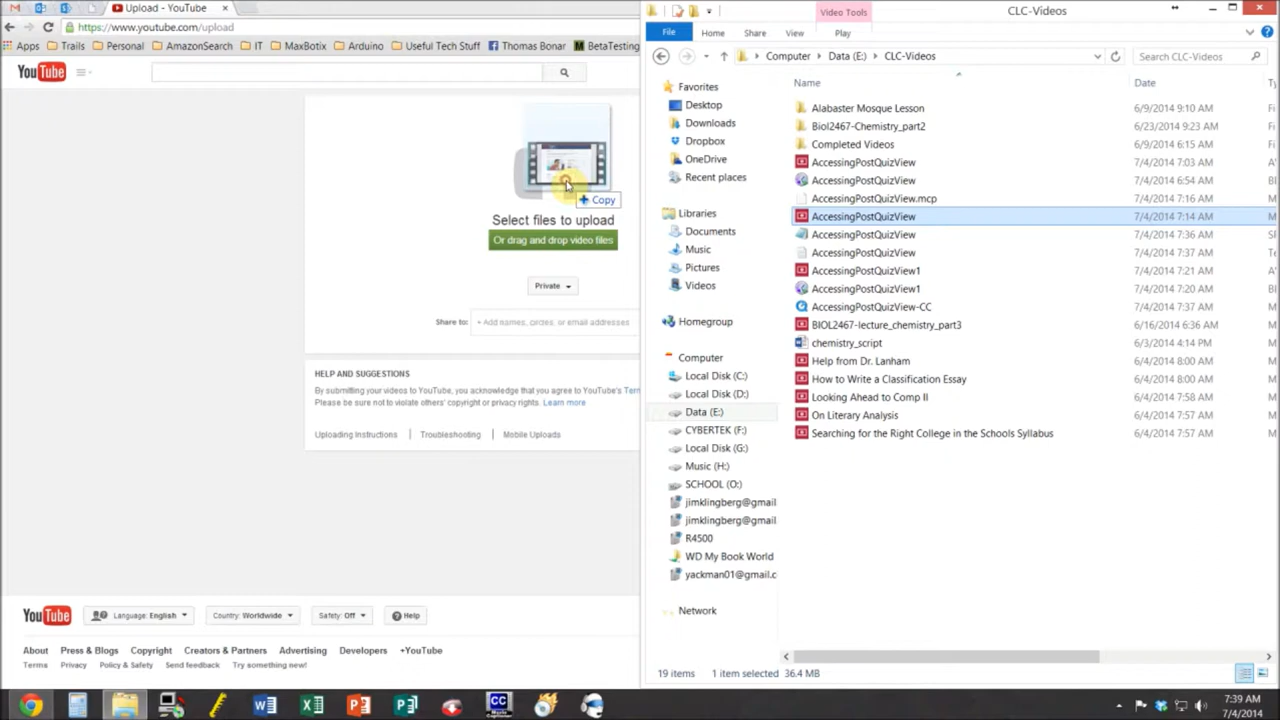 Upload - YouTube
CLC-Videos
Video Tools
https://www.youtube.com/upload
File
Home
Share
View
Play
Apps
Trails
Personal
AmazonSearch
IT
MaxBotix
Arduino
Useful Tech Stuff
Thomas Bonar
BetaTesting
Computer
Data (E:)
CLC-Videos
Search CLC-Videos
YouTube
Name
Date
Favorites
Desktop
Downloads
Dropbox
OneDrive
Recent places
Libraries
Documents
Music
Pictures
Videos
Homegroup
Computer
Local Disk (C:)
Local Disk (D:)
Data (E:)
CYBERTEK (F:)
Local Disk (G:)
Music (H:)
SCHOOL (O:)
jimklingberg@gmail
jimklingberg@gmail
R4500
WD My Book World
yackman01@gmail.c
Network
Alabaster Mosque Lesson 6/9/2014 9:10 AM
Biol2467-Chemistry_part2 6/23/2014 9:23 AM
Completed Videos 6/9/2014 6:15 AM
AccessingPostQuizView 7/4/2014 7:03 AM
AccessingPostQuizView 7/4/2014 6:54 AM
AccessingPostQuizView.mcp 7/4/2014 7:16 AM
AccessingPostQuizView 7/4/2014 7:14 AM
AccessingPostQuizView 7/4/2014 7:36 AM
AccessingPostQuizView 7/4/2014 7:37 AM
AccessingPostQuizView1 7/4/2014 7:21 AM
AccessingPostQuizView1 7/4/2014 7:20 AM
AccessingPostQuizView-CC 7/4/2014 7:37 AM
BIOL2467-lecture_chemistry_part3 6/16/2014 6:36 AM
chemistry_script 6/3/2014 4:14 PM
Help from Dr. Lanham 6/4/2014 8:00 AM
How to Write a Classification Essay 6/4/2014 8:00 AM
Looking Ahead to Comp II 6/4/2014 7:58 AM
On Literary Analysis 6/4/2014 7:57 AM
Searching for the Right College in the Schools Syllabus 6/4/2014 7:57 AM
19 items
1 item selected 36.4 MB
Copy
Select files to upload
Or drag and drop video files
Private
Share to:
+ Add names, circles, or email addresses
HELP AND SUGGESTIONS
By submitting your videos to YouTube, you acknowledge that you agree to YouTube's Tern
Please be sure not to violate others' copyright or privacy rights. Learn more
Uploading Instructions
Troubleshooting
Mobile Uploads
YouTube
Language: English
Country: Worldwide
Safety: Off
Help
About
Press & Blogs
Copyright
Creators & Partners
Advertising
Developers
+YouTube
Terms
Privacy
Policy & Safety
Send feedback
Try something new!
CC
7:39 AM
7/4/2014